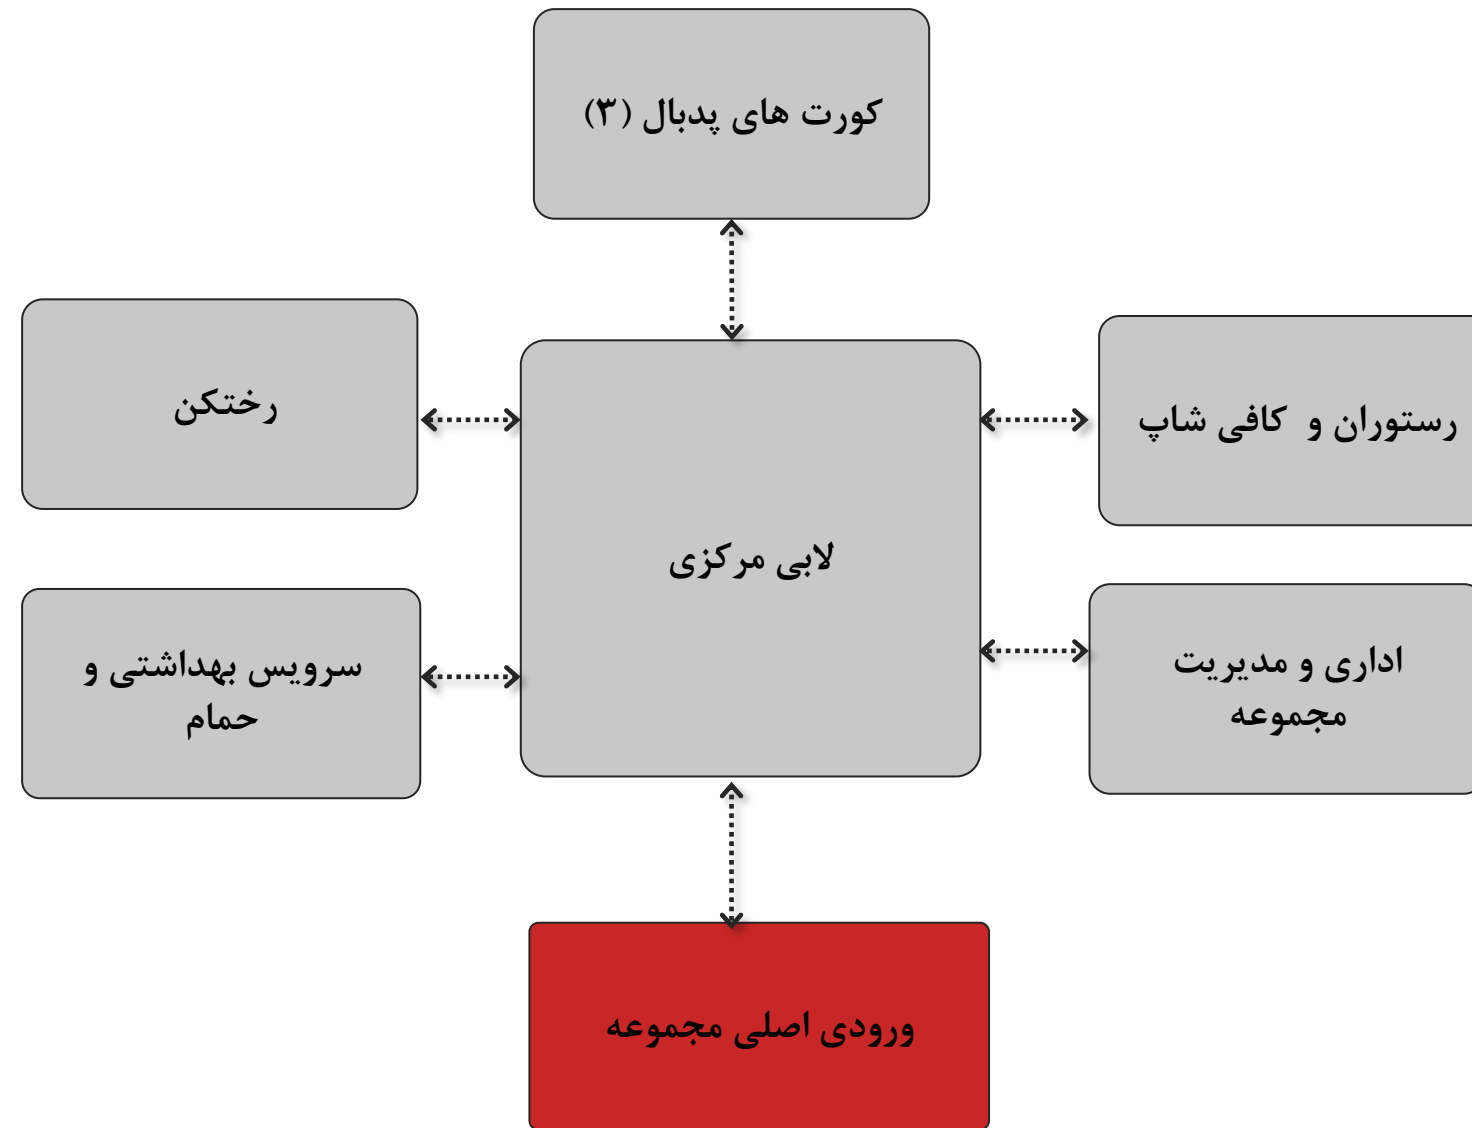 کورت های پدبال (۳)
رختکن
رستوران و کافی شاپ
لابی مرکزی
سرویس بهداشتی و
حمام
اداری و مدیریت
مجموعه
ورودی اصلی مجموعه